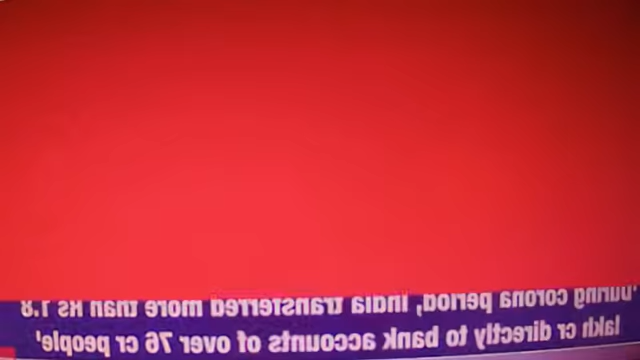 'During corona period, India transferred more than Rs 1.8
lakh cr directly to bank accounts of over 76 cr people'